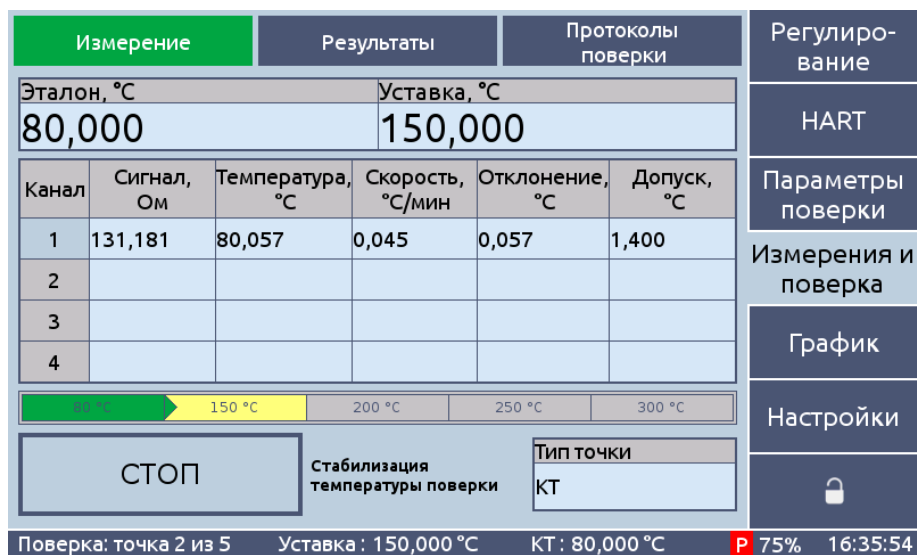 Измерение Результаты Протоколы поверки
Эталон, °C Уставка, °C
80,000 150,000
Канал Сигнал, Ом Температура, °C Скорость, °C/мин Отклонение, °C Допуск, °C
1 131,181 80,057 0,045 0,057 1,400
2
3
4
80 °C 150 °C 200 °C 250 °C 300 °C
СТОП
Стабилизация
температуры поверки
Тип точки
КТ
Регулиро-
вание
HART
Параметры
поверки
Измерения и
поверка
График
Настройки
Поверка: точка 2 из 5 Уставка : 150,000 °C КТ : 80,000 °C P 75% 16:35:54